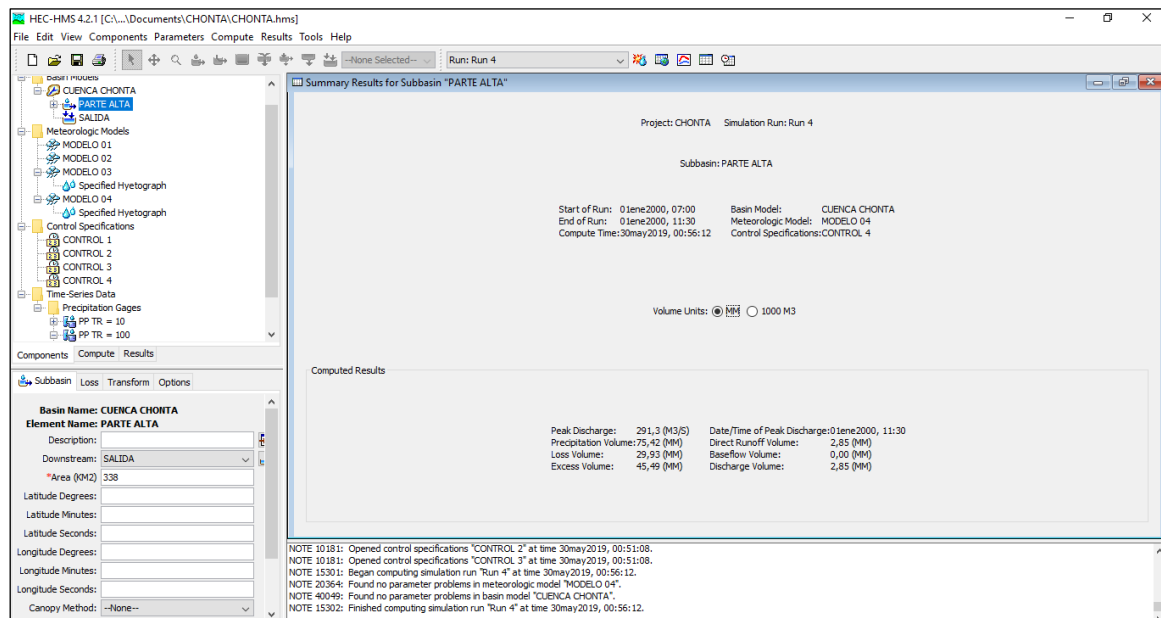 HEC-HMS 4.2.1 [C:\...\Documents\CHONTA\CHONTA.hms]
File Edit View Components Parameters Compute Results Tools Help
--None Selected-- Run: Run 4
Basin Models
CUENCA CHONTA
PARTE ALTA
SALIDA
Meteorologic Models
MODELO 01
MODELO 02
MODELO 03
Specified Hyetograph
MODELO 04
Specified Hyetograph
Control Specifications
CONTROL 1
CONTROL 2
CONTROL 3
CONTROL 4
Time-Series Data
Precipitation Gages
PP TR = 10
PP TR = 100
Components Compute Results
Subbasin Loss Transform Options
Basin Name: CUENCA CHONTA
Element Name: PARTE ALTA
Description:
Downstream: SALIDA
*Area (KM2) 338
Latitude Degrees:
Latitude Minutes:
Latitude Seconds:
Longitude Degrees:
Longitude Minutes:
Longitude Seconds:
Canopy Method: --None--
Summary Results for Subbasin "PARTE ALTA"
Project: CHONTA Simulation Run: Run 4
Subbasin: PARTE ALTA
Start of Run: 01ene2000, 07:00 Basin Model: CUENCA CHONTA
End of Run: 01ene2000, 11:30 Meteorologic Model: MODELO 04
Compute Time:30may2019, 00:56:12 Control Specifications:CONTROL 4
Volume Units: MM 1000 M3
Computed Results
Peak Discharge: 291,3 (M3/S) Date/Time of Peak Discharge:01ene2000, 11:30
Precipitation Volume:75,42 (MM) Direct Runoff Volume: 2,85 (MM)
Loss Volume: 29,93 (MM) Baseflow Volume: 0,00 (MM)
Excess Volume: 45,49 (MM) Discharge Volume: 2,85 (MM)
NOTE 10181: Opened control specifications "CONTROL 2" at time 30may2019, 00:51:08.
NOTE 10181: Opened control specifications "CONTROL 3" at time 30may2019, 00:51:08.
NOTE 15301: Began computing simulation run "Run 4" at time 30may2019, 00:56:12.
NOTE 20364: Found no parameter problems in meteorologic model "MODELO 04".
NOTE 40049: Found no parameter problems in basin model "CUENCA CHONTA".
NOTE 15302: Finished computing simulation run "Run 4" at time 30may2019, 00:56:12.